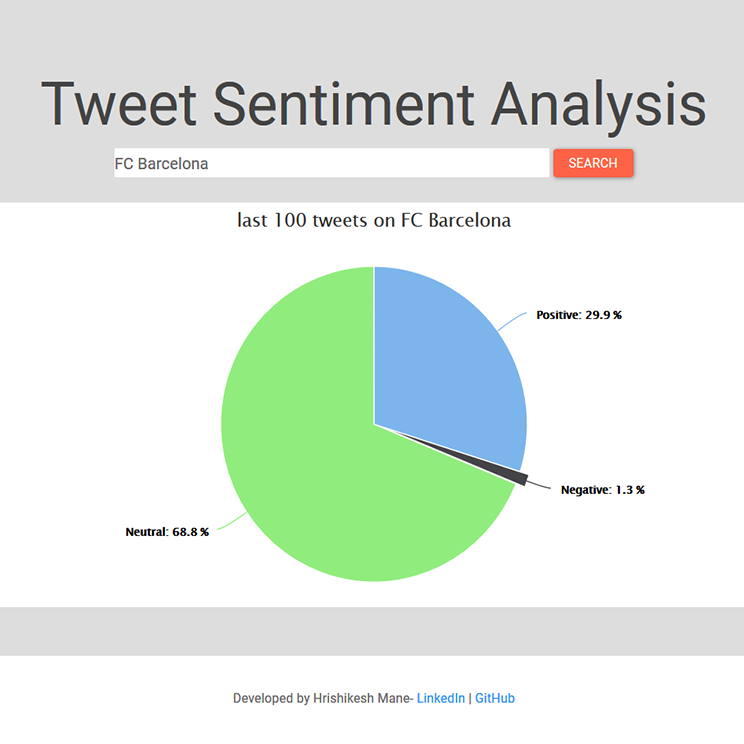 Tweet Sentiment Analysis
FC Barcelona
SEARCH
last 100 tweets on FC Barcelona
Positive: 29.9 %
Negative: 1.3 %
Neutral: 68.8 %
Developed by Hrishikesh Mane- LinkedIn | GitHub